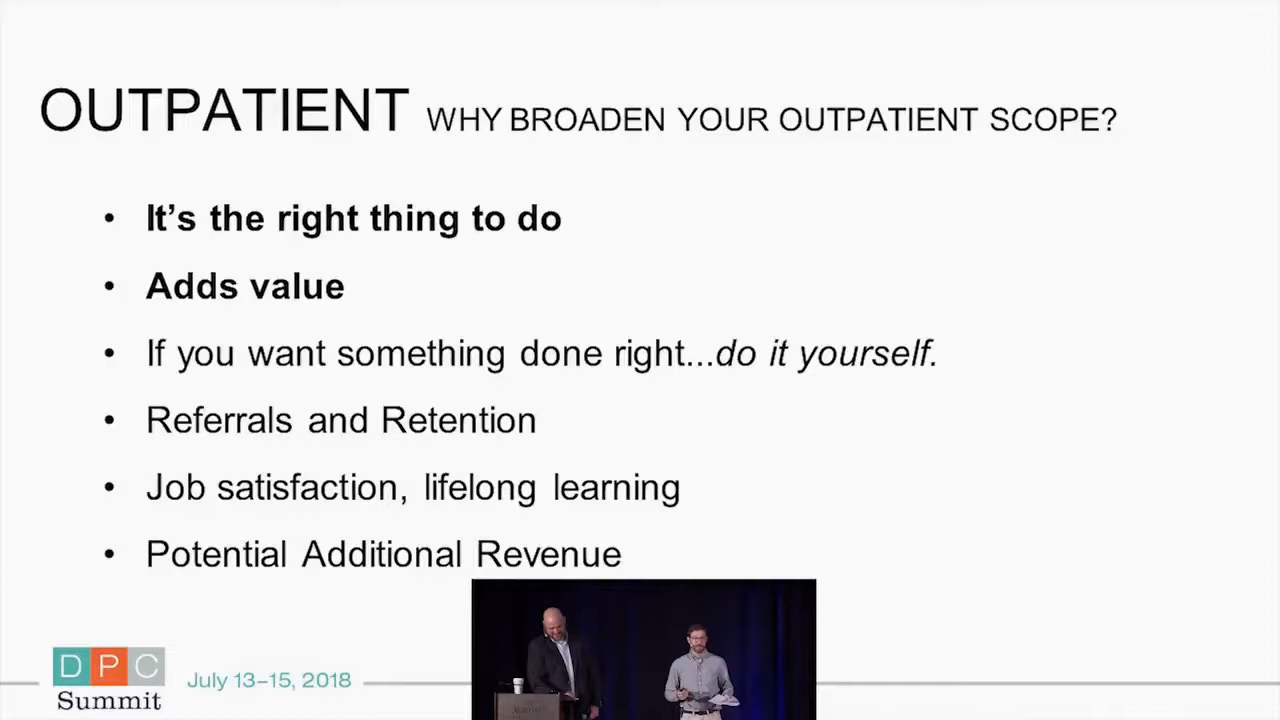 OUTPATIENT WHY BROADEN YOUR OUTPATIENT SCOPE?
• It's the right thing to do
• Adds value
• If you want something done right...do it yourself.
• Referrals and Retention
• Job satisfaction, lifelong learning
• Potential Additional Revenue
DPC
Summit
July 13–15, 2018